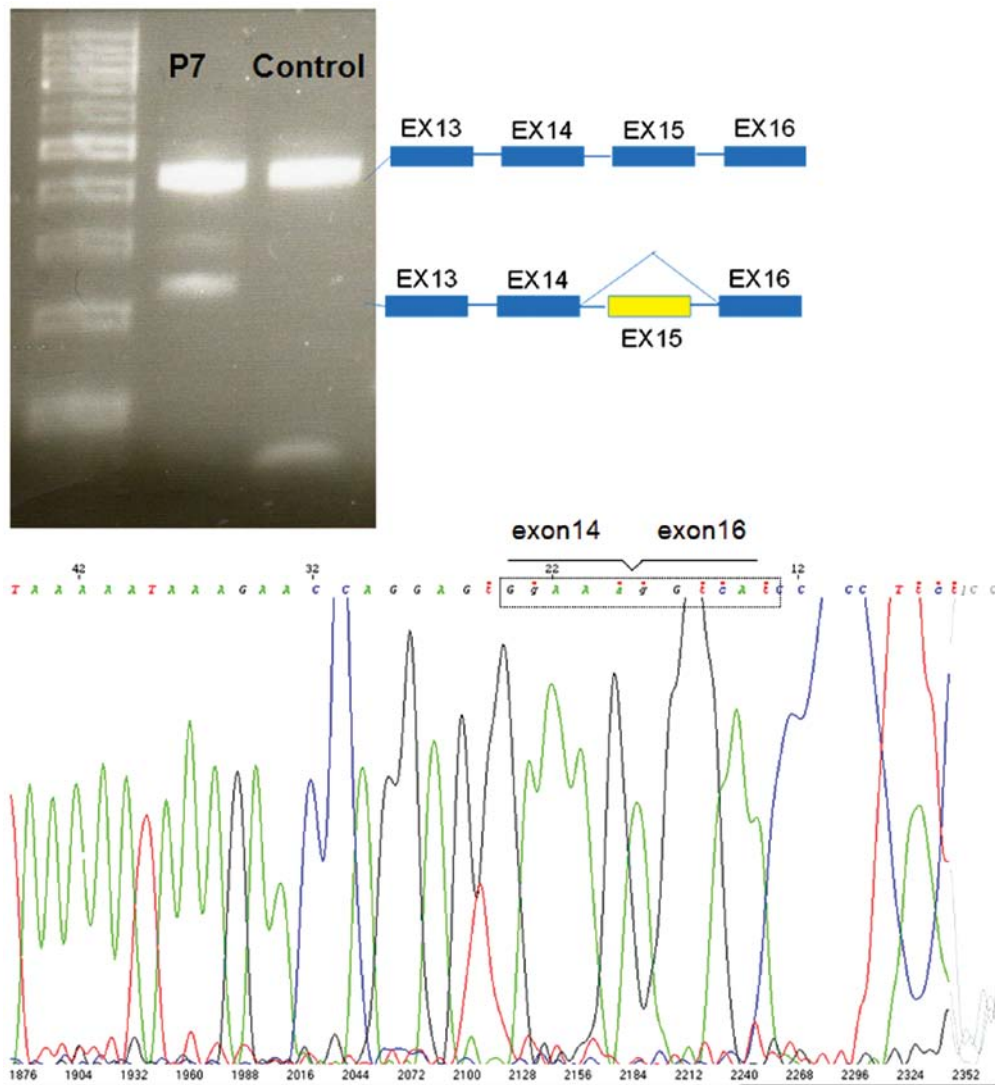 P7 Control
EX13 EX14 EX15 EX16
EX13 EX14 EX16
EX15
exon14 exon16
42 32 22 12
1876 1904 1932 1960 1988 2016 2044 2072 2100 2128 2156 2184 2212 2240 2268 2296 2324 2352